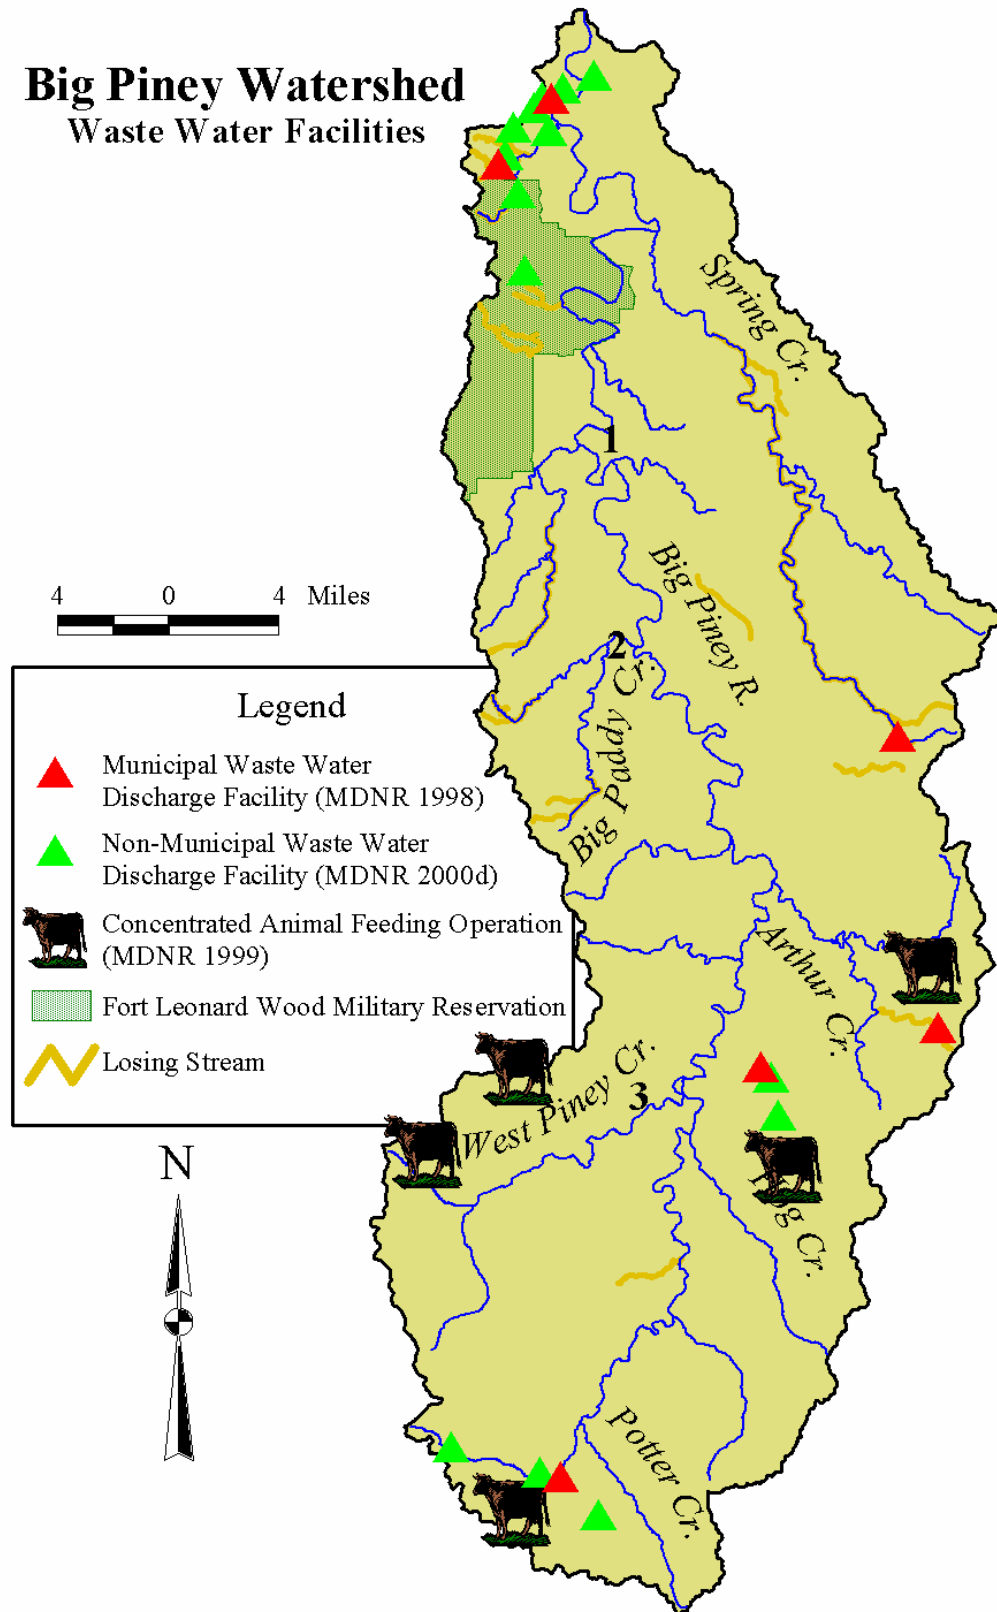 Big Piney Watershed
Waste Water Facilities
Spring Cr.
1
Big Piney R.
4 0 4 Miles
2
Big Paddy Cr.
Legend
Municipal Waste Water
Discharge Facility (MDNR 1998)
Non-Municipal Waste Water
Discharge Facility (MDNR 2000d)
Concentrated Animal Feeding Operation
(MDNR 1999)
Fort Leonard Wood Military Reservation
Losing Stream
Arthur Cr.
West Piney Cr.
3
N
Hog Cr.
Potter Cr.